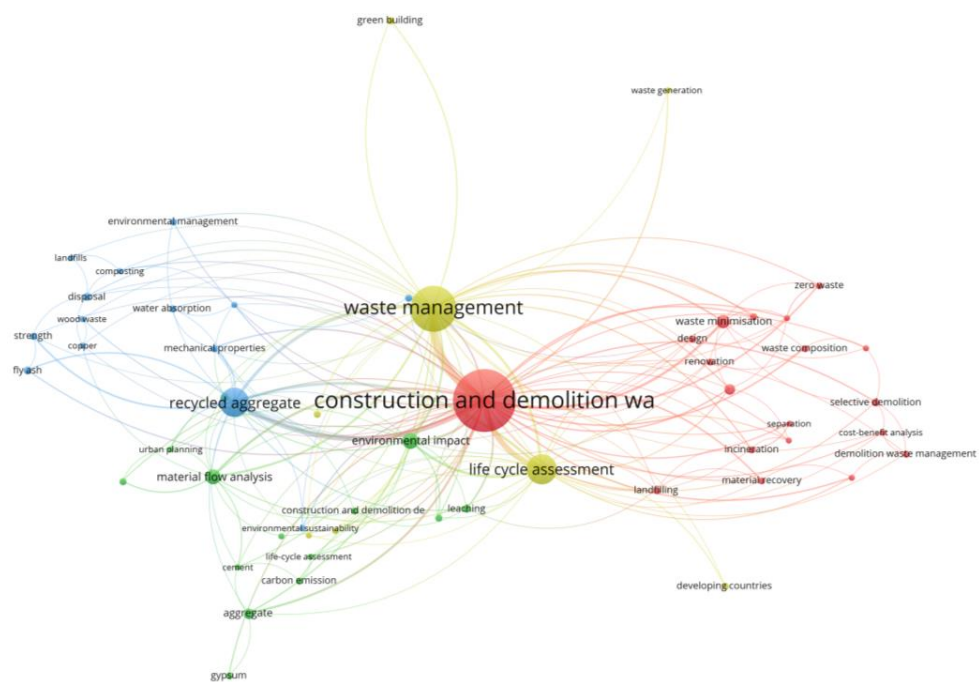 green building
waste generation
environmental management
landfills
composting
zero waste
disposal
water absorption
waste management
wood waste
waste minimisation
strength
design
copper
mechanical properties
waste composition
renovation
fly ash
recycled aggregate
construction and demolition wa
selective demolition
separation
cost-benefit analysis
environmental impact
urban planning
incineration
demolition waste management
life cycle assessment
material flow analysis
material recovery
landfilling
construction and demolition de
leaching
environmental sustainability
life-cycle assessment
cement
carbon emission
developing countries
aggregate
gypsum